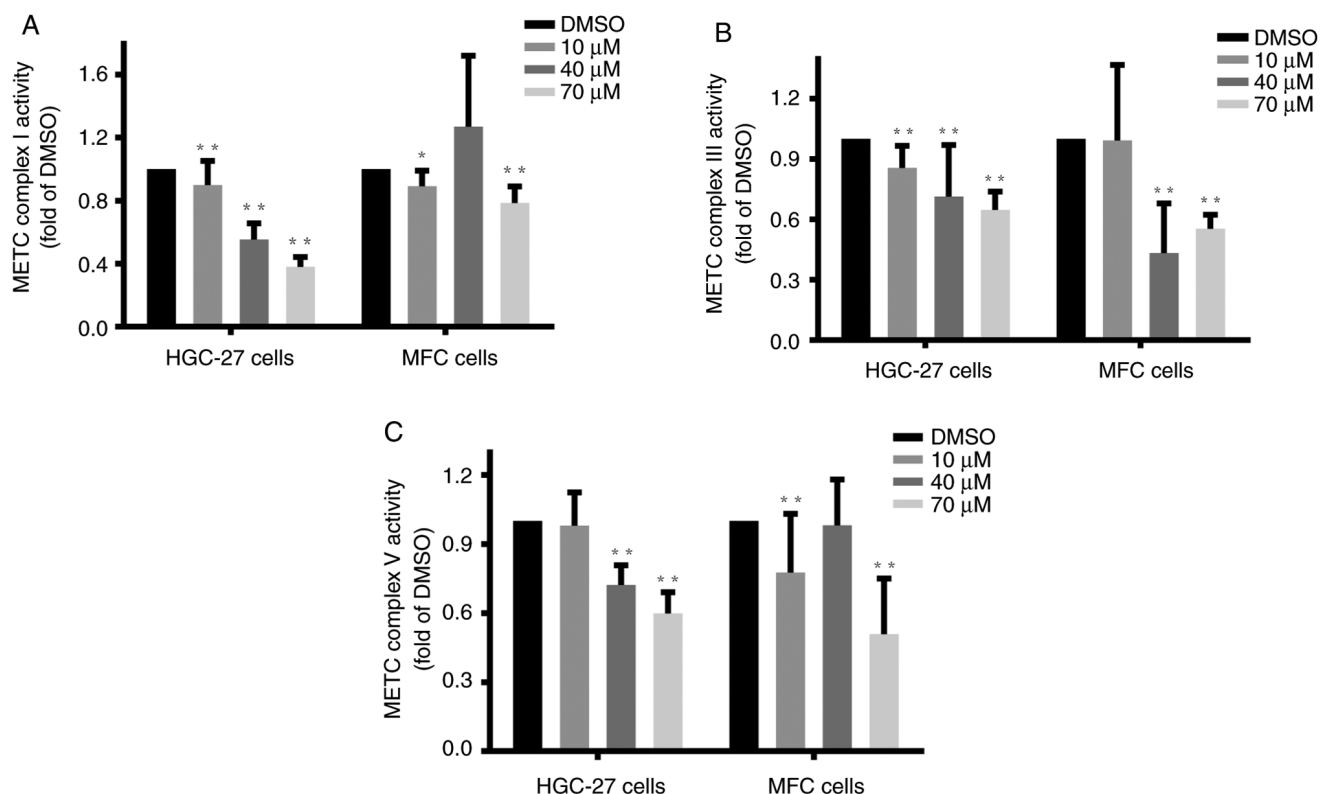 A
DMSO
10 μM
40 μM
70 μM
METC complex I activity
(fold of DMSO)
1.6
1.2
0.8
0.4
0.0
**
**
**
*
**
HGC-27 cells
MFC cells
B
DMSO
10 μM
40 μM
70 μM
METC complex III activity
(fold of DMSO)
1.2
0.9
0.6
0.3
0.0
**
**
**
**
**
HGC-27 cells
MFC cells
C
DMSO
10 μM
40 μM
70 μM
METC complex V activity
(fold of DMSO)
1.2
0.9
0.6
0.3
0.0
**
**
**
**
HGC-27 cells
MFC cells